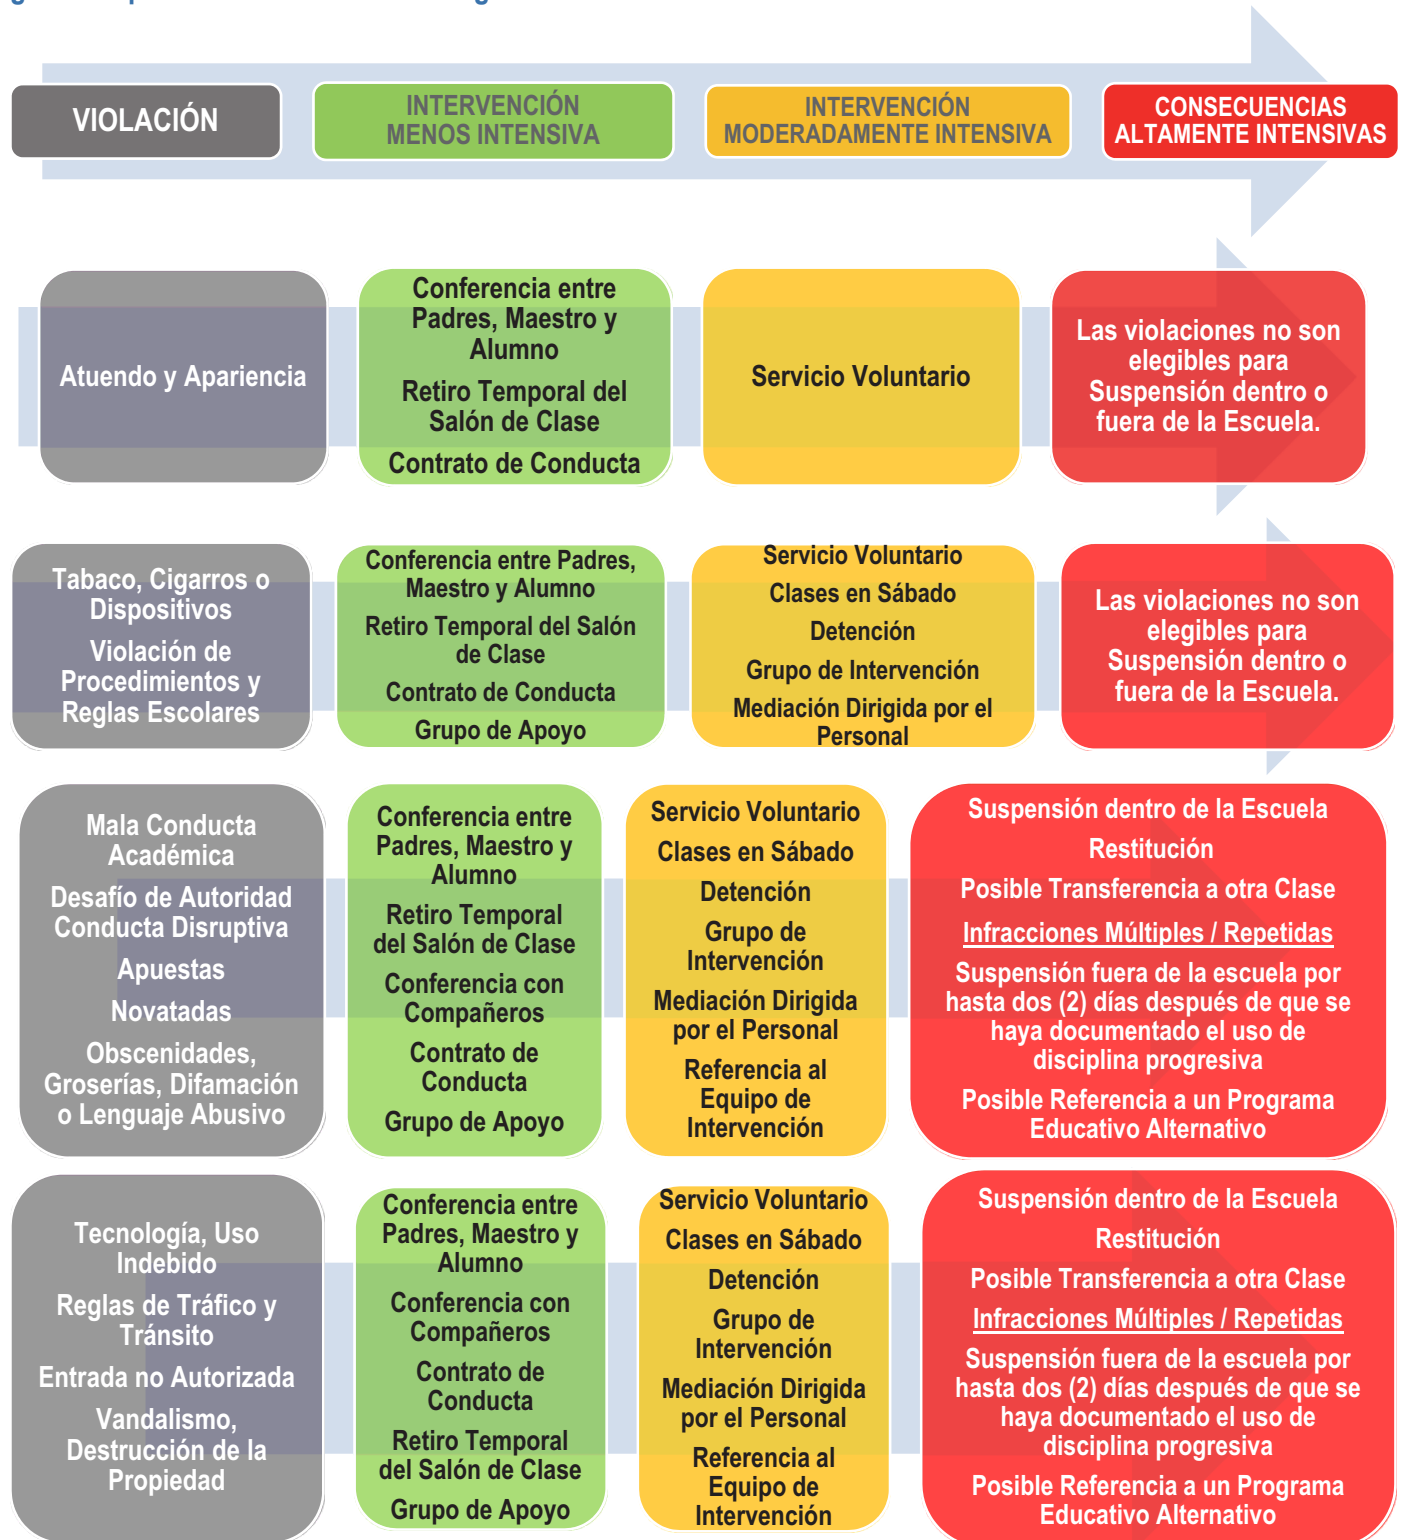 VIOLACIÓN
INTERVENCIÓN
MENOS INTENSIVA
INTERVENCIÓN
MODERADAMENTE INTENSIVA
CONSECUENCIAS
ALTAMENTE INTENSIVAS
Atuendo y Apariencia
Conferencia entre
Padres, Maestro y
Alumno
Retiro Temporal del
Salón de Clase
Contrato de Conducta
Servicio Voluntario
Las violaciones no son
elegibles para
Suspensión dentro o
fuera de la Escuela.
Tabaco, Cigarros o
Dispositivos
Violación de
Procedimientos y
Reglas Escolares
Conferencia entre Padres,
Maestro y Alumno
Retiro Temporal del Salón
de Clase
Contrato de Conducta
Grupo de Apoyo
Servicio Voluntario
Clases en Sábado
Detención
Grupo de Intervención
Mediación Dirigida por el
Personal
Las violaciones no son
elegibles para
Suspensión dentro o
fuera de la Escuela.
Mala Conducta
Académica
Desafío de Autoridad
Conducta Disruptiva
Apuestas
Novatadas
Obscenidades,
Groserías, Difamación
o Lenguaje Abusivo
Conferencia entre
Padres, Maestro y
Alumno
Retiro Temporal
del Salón de Clase
Conferencia con
Compañeros
Contrato de
Conducta
Grupo de Apoyo
Servicio Voluntario
Clases en Sábado
Detención
Grupo de
Intervención
Mediación Dirigida
por el Personal
Referencia al
Equipo de
Intervención
Suspensión dentro de la Escuela
Restitución
Posible Transferencia a otra Clase
Infracciones Múltiples / Repetidas
Suspensión fuera de la escuela por
hasta dos (2) días después de que se
haya documentado el uso de
disciplina progresiva
Posible Referencia a un Programa
Educativo Alternativo
Tecnología, Uso
Indebido
Reglas de Tráfico y
Tránsito
Entrada no Autorizada
Vandalismo,
Destrucción de la
Propiedad
Conferencia entre
Padres, Maestro y
Alumno
Conferencia con
Compañeros
Contrato de
Conducta
Retiro Temporal
del Salón de Clase
Grupo de Apoyo
Servicio Voluntario
Clases en Sábado
Detención
Grupo de
Intervención
Mediación Dirigida
por el Personal
Referencia al
Equipo de
Intervención
Suspensión dentro de la Escuela
Restitución
Posible Transferencia a otra Clase
Infracciones Múltiples / Repetidas
Suspensión fuera de la escuela por
hasta dos (2) días después de que se
haya documentado el uso de
disciplina progresiva
Posible Referencia a un Programa
Educativo Alternativo